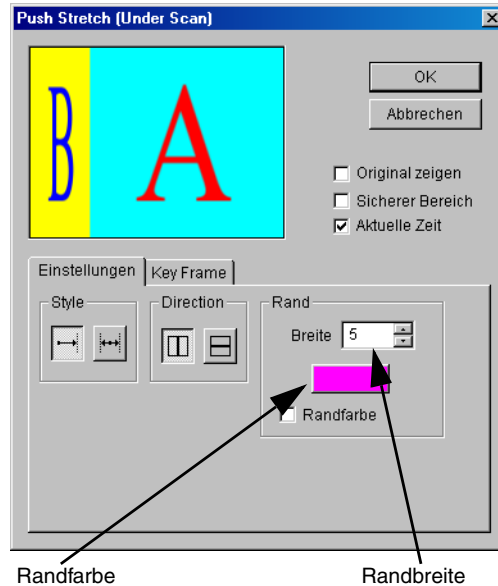 Push Stretch (Under Scan)
B A
OK
Abbrechen
Original zeigen
Sicherer Bereich
Aktuelle Zeit
Einstellungen Key Frame
Style Direction Rand
Breite 5
Randfarbe
Randfarbe Randbreite